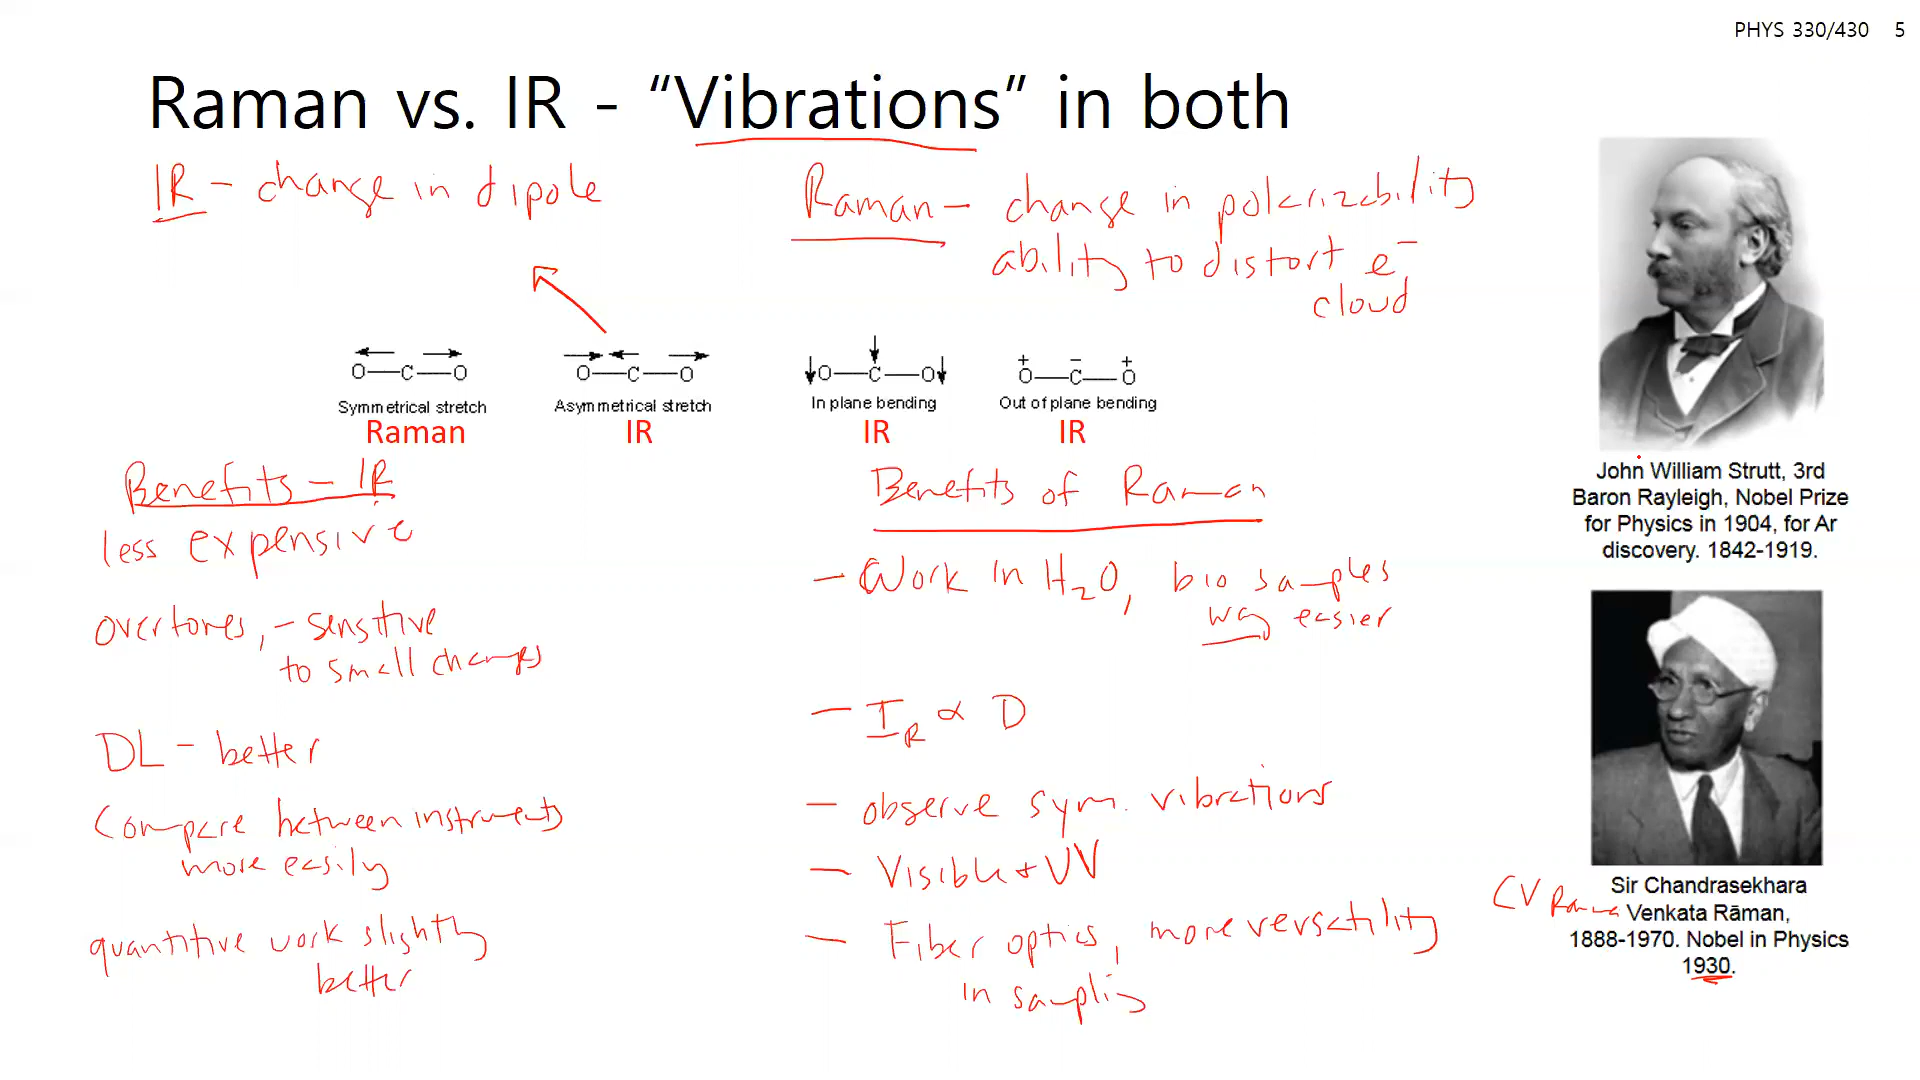 PHYS 330/430 5
Raman vs. IR - “Vibrations” in both
IR - change in dipole
Raman - change in polarizability
ability to distort e⁻
cloud
O—C—O
Symmetrical stretch
Raman
O—C—O
Asymmetrical stretch
IR
O—C—O
In plane bending
IR
+ − +
O—C—O
Out of plane bending
IR
Benefits - IR
less expensive
overtones, - sensitive
to small changes
DL - better
Compare between instruments
more easily
quantitive work slightly
better
Benefits of Raman
- Work in H₂O, bio samples
way easier
- I_R ∝ D
- observe sym. vibrations
- Visible + UV
- Fiber optics, more versatility
in sampling
John William Strutt, 3rd
Baron Rayleigh, Nobel Prize
for Physics in 1904, for Ar
discovery. 1842-1919.
CV Raman
Sir Chandrasekhara
Venkata Rāman,
1888-1970. Nobel in Physics
1930.